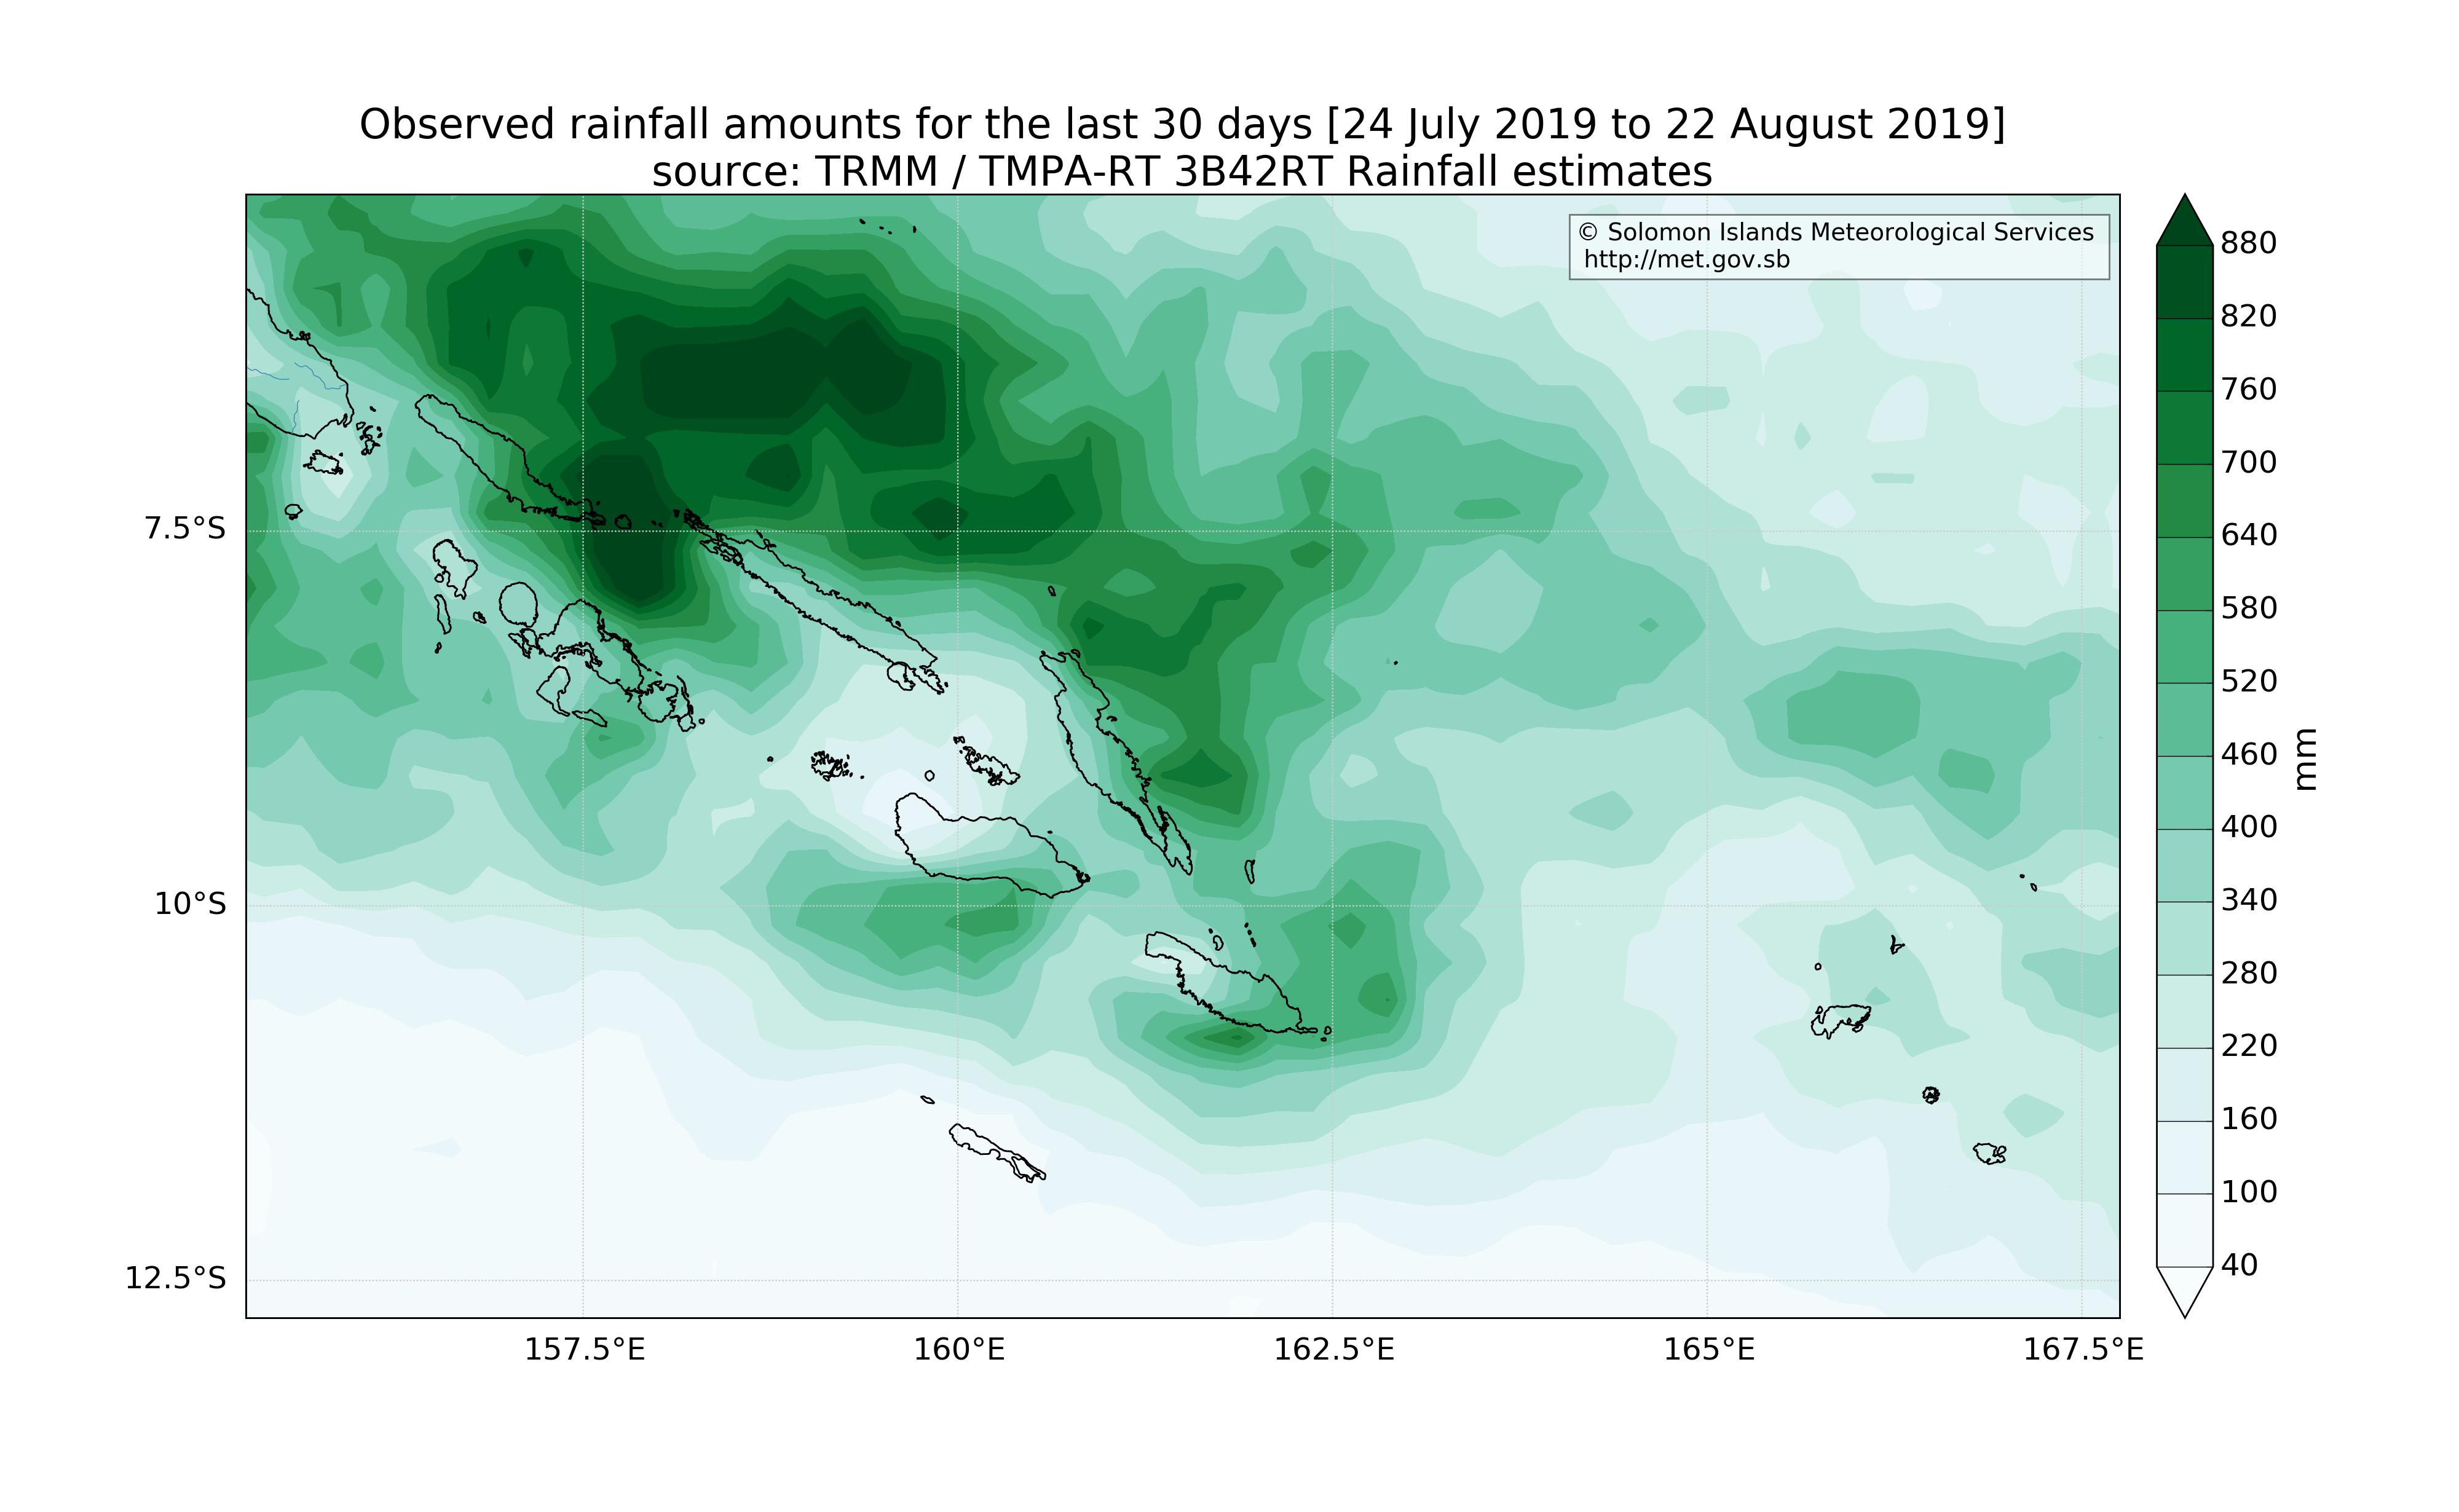 Observed rainfall amounts for the last 30 days [24 July 2019 to 22 August 2019]
source: TRMM / TMPA-RT 3B42RT Rainfall estimates
© Solomon Islands Meteorological Services
http://met.gov.sb
880
820
760
700
640
580
520
460
400
340
280
220
160
100
40
mm
7.5°S
10°S
12.5°S
157.5°E
160°E
162.5°E
165°E
167.5°E